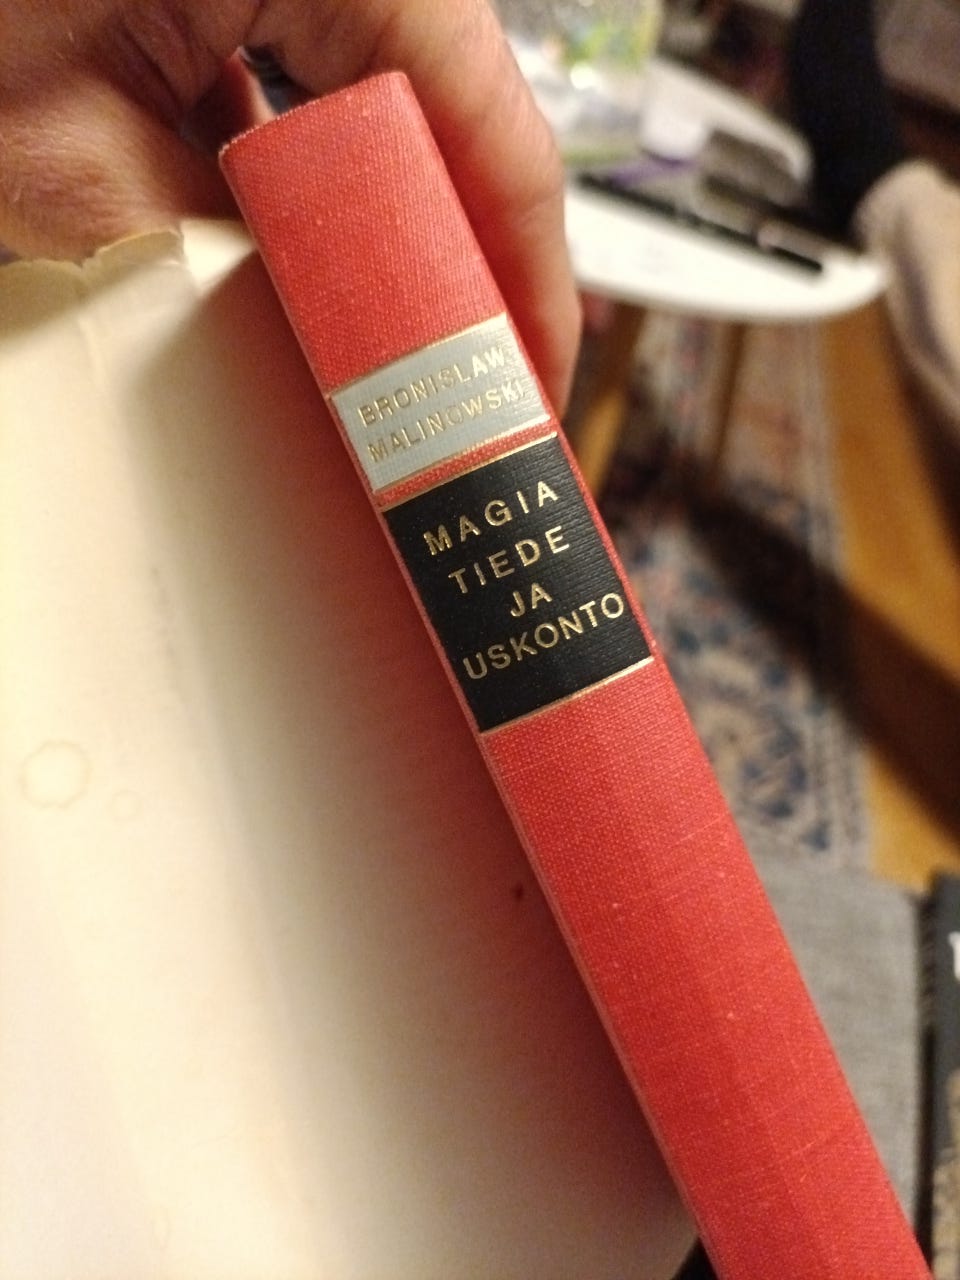 BRONISLAW
MALINOWSKI
MAGIA
TIEDE
JA
USKONTO